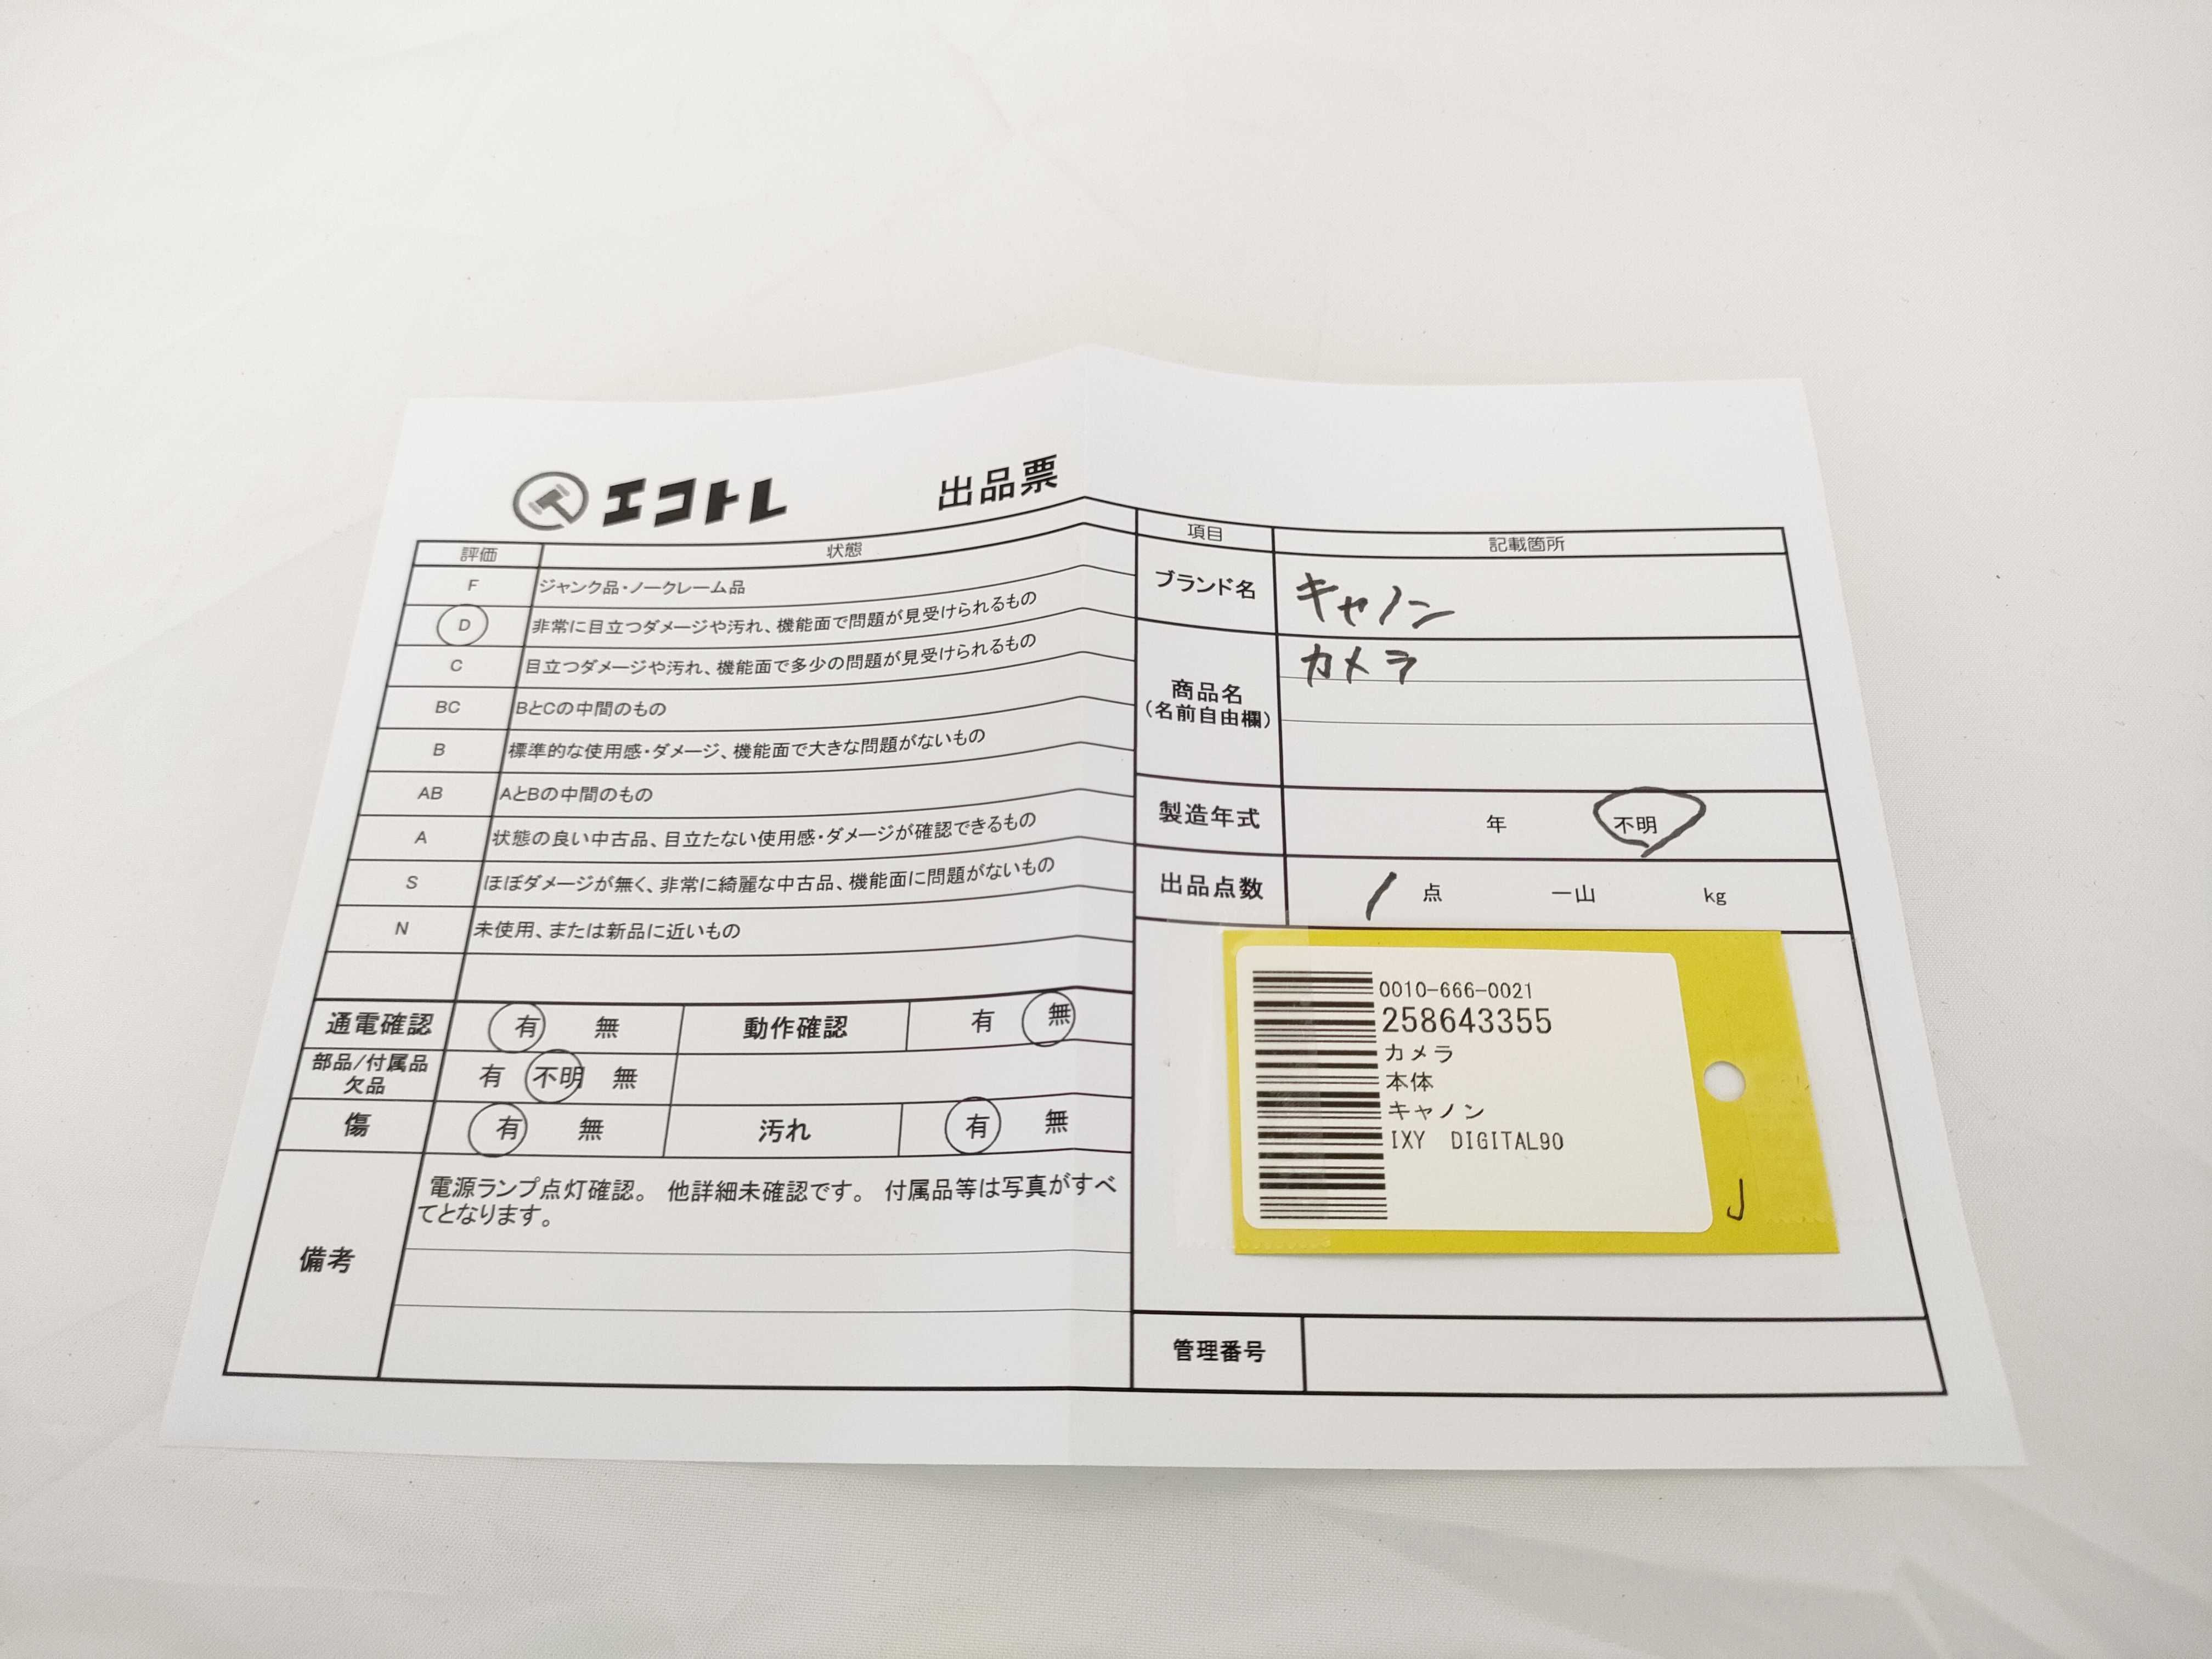 エコトレ 出品票
評価 状態
F ジャンク品・ノークレーム品
D 非常に目立つダメージや汚れ、機能面で問題が見受けられるもの
C 目立つダメージや汚れ、機能面で多少の問題が見受けられるもの
BC BとCの中間のもの
B 標準的な使用感・ダメージ、機能面で大きな問題がないもの
AB AとBの中間のもの
A 状態の良い中古品、目立たない使用感・ダメージが確認できるもの
S ほぼダメージが無く、非常に綺麗な中古品、機能面に問題がないもの
N 未使用、または新品に近いもの
通電確認 有 無 動作確認 有 無
部品/付属品
欠品 有 不明 無
傷 有 無 汚れ 有 無
備考
電源ランプ点灯確認。 他詳細未確認です。 付属品等は写真がすべ
てとなります。
項目 記載箇所
ブランド名 キャノン
商品名
(名前自由欄)
カメラ
製造年式 年 不明
出品点数 1 点 一山 kg
0010-666-0021
258643355
カメラ
本体
キャノン
IXY DIGITAL90
J
管理番号